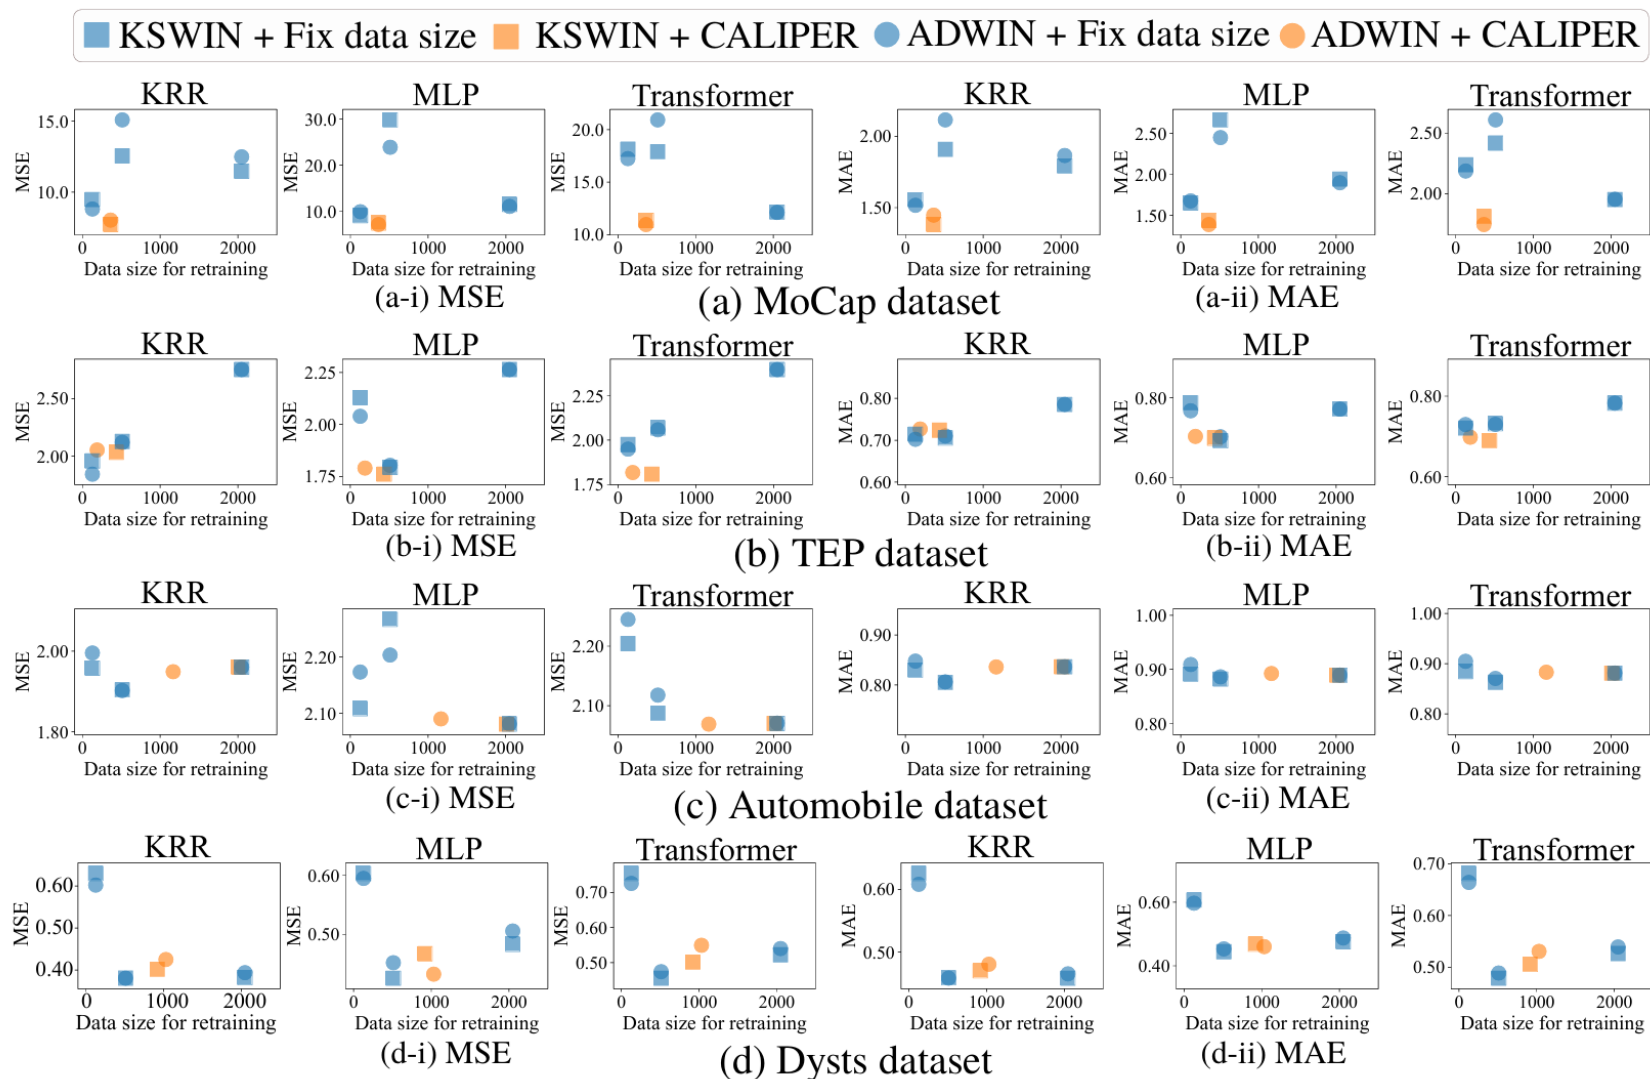 KSWIN + Fix data size KSWIN + CALIPER ADWIN + Fix data size ADWIN + CALIPER
KRR MLP Transformer KRR MLP Transformer
MSE 15.0 10.0 MSE 30.0 20.0 10.0 MSE 20.0 15.0 10.0 MAE 2.00 1.50 MAE 2.50 2.00 1.50 MAE 2.50 2.00
0 1000 2000 0 1000 2000 0 1000 2000 0 1000 2000 0 1000 2000 0 1000 2000
Data size for retraining Data size for retraining Data size for retraining Data size for retraining Data size for retraining Data size for retraining
(a-i) MSE (a) MoCap dataset (a-ii) MAE
KRR MLP Transformer KRR MLP Transformer
MSE 2.50 2.00 MSE 2.25 2.00 1.75 MSE 2.25 2.00 1.75 MAE 0.80 0.70 0.60 MAE 0.80 0.60 MAE 0.80 0.60
0 1000 2000 0 1000 2000 0 1000 2000 0 1000 2000 0 1000 2000 0 1000 2000
Data size for retraining Data size for retraining Data size for retraining Data size for retraining Data size for retraining Data size for retraining
(b-i) MSE (b) TEP dataset (b-ii) MAE
KRR MLP Transformer KRR MLP Transformer
MSE 2.00 1.80 MSE 2.20 2.10 MSE 2.20 2.10 MAE 0.90 0.80 MAE 1.00 0.90 0.80 MAE 1.00 0.90 0.80
0 1000 2000 0 1000 2000 0 1000 2000 0 1000 2000 0 1000 2000 0 1000 2000
Data size for retraining Data size for retraining Data size for retraining Data size for retraining Data size for retraining Data size for retraining
(c-i) MSE (c) Automobile dataset (c-ii) MAE
KRR MLP Transformer KRR MLP Transformer
MSE 0.60 0.50 0.40 MSE 0.60 0.50 MSE 0.70 0.60 0.50 MAE 0.60 0.50 MAE 0.60 0.40 MAE 0.70 0.60 0.50
0 1000 2000 0 1000 2000 0 1000 2000 0 1000 2000 0 1000 2000 0 1000 2000
Data size for retraining Data size for retraining Data size for retraining Data size for retraining Data size for retraining Data size for retraining
(d-i) MSE (d) Dysts dataset (d-ii) MAE